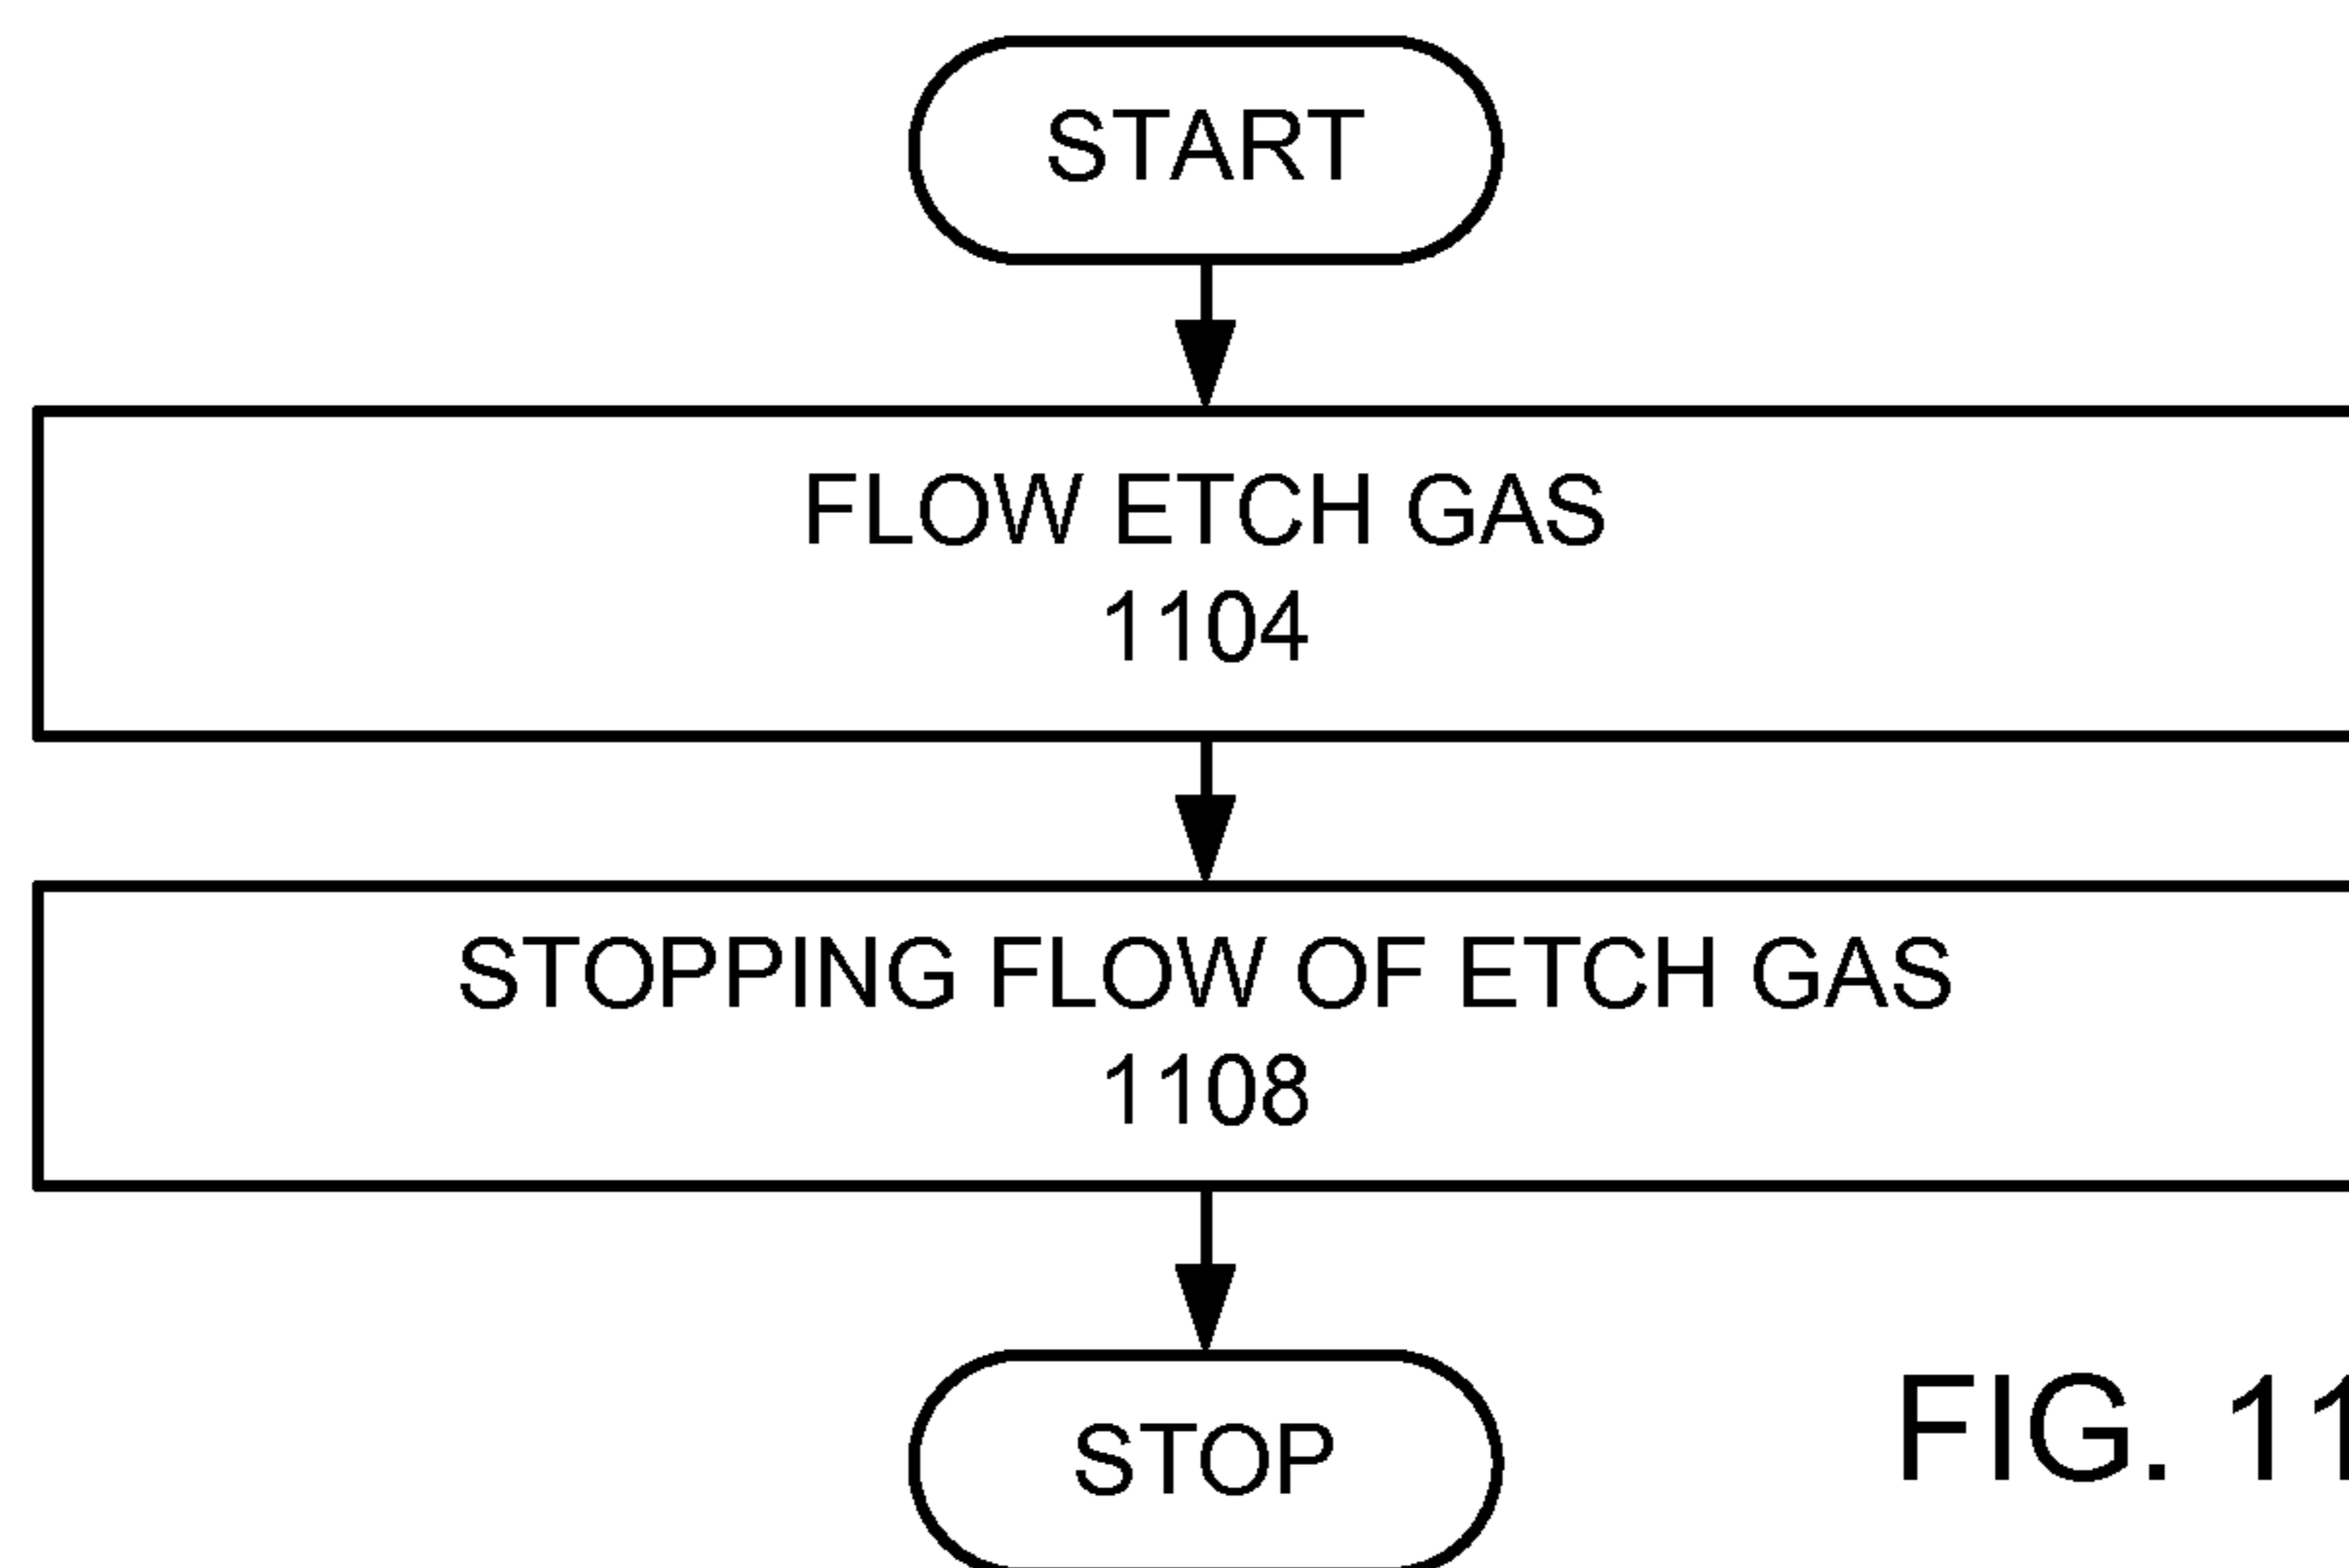 START
FLOW ETCH GAS
1104
STOPPING FLOW OF ETCH GAS
1108
STOP
FIG. 11